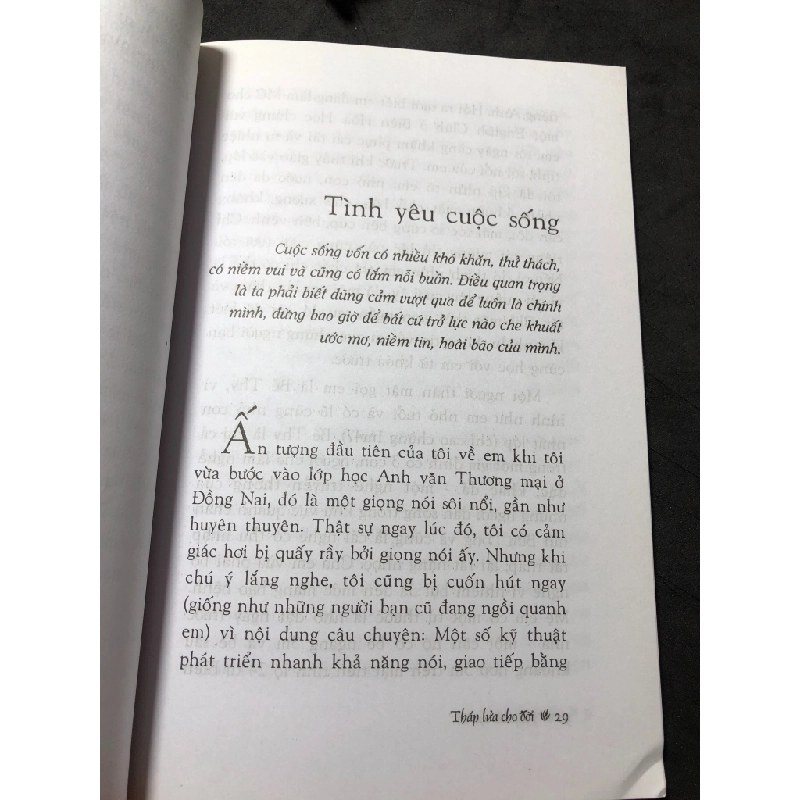 Tình yêu cuộc sống
Cuộc sống vốn có nhiều khó khăn, thử thách,
có niềm vui và cũng có lắm nỗi buồn. Điều quan trọng
là ta phải biết dũng cảm vượt qua để luôn là chính
mình, đừng bao giờ để bất cứ trở lực nào che khuất
ước mơ, niềm tin, hoài bão của mình.
Ấn tượng đầu tiên của tôi về em khi tôi
vừa bước vào lớp học Anh văn Thương mại ở
Đồng Nai, đó là một giọng nói sôi nổi, gần như
huyên thuyên. Thật sự ngay lúc đó, tôi có cảm
giác hơi bị quấy rầy bởi giọng nói ấy. Nhưng khi
chú ý lắng nghe, tôi cũng bị cuốn hút ngay
(giống như những người bạn cũ đang ngồi quanh
em) vì nội dung câu chuyện: Một số kỹ thuật
phát triển nhanh khả năng nói, giao tiếp bằng
Thắp lửa cho đời 29